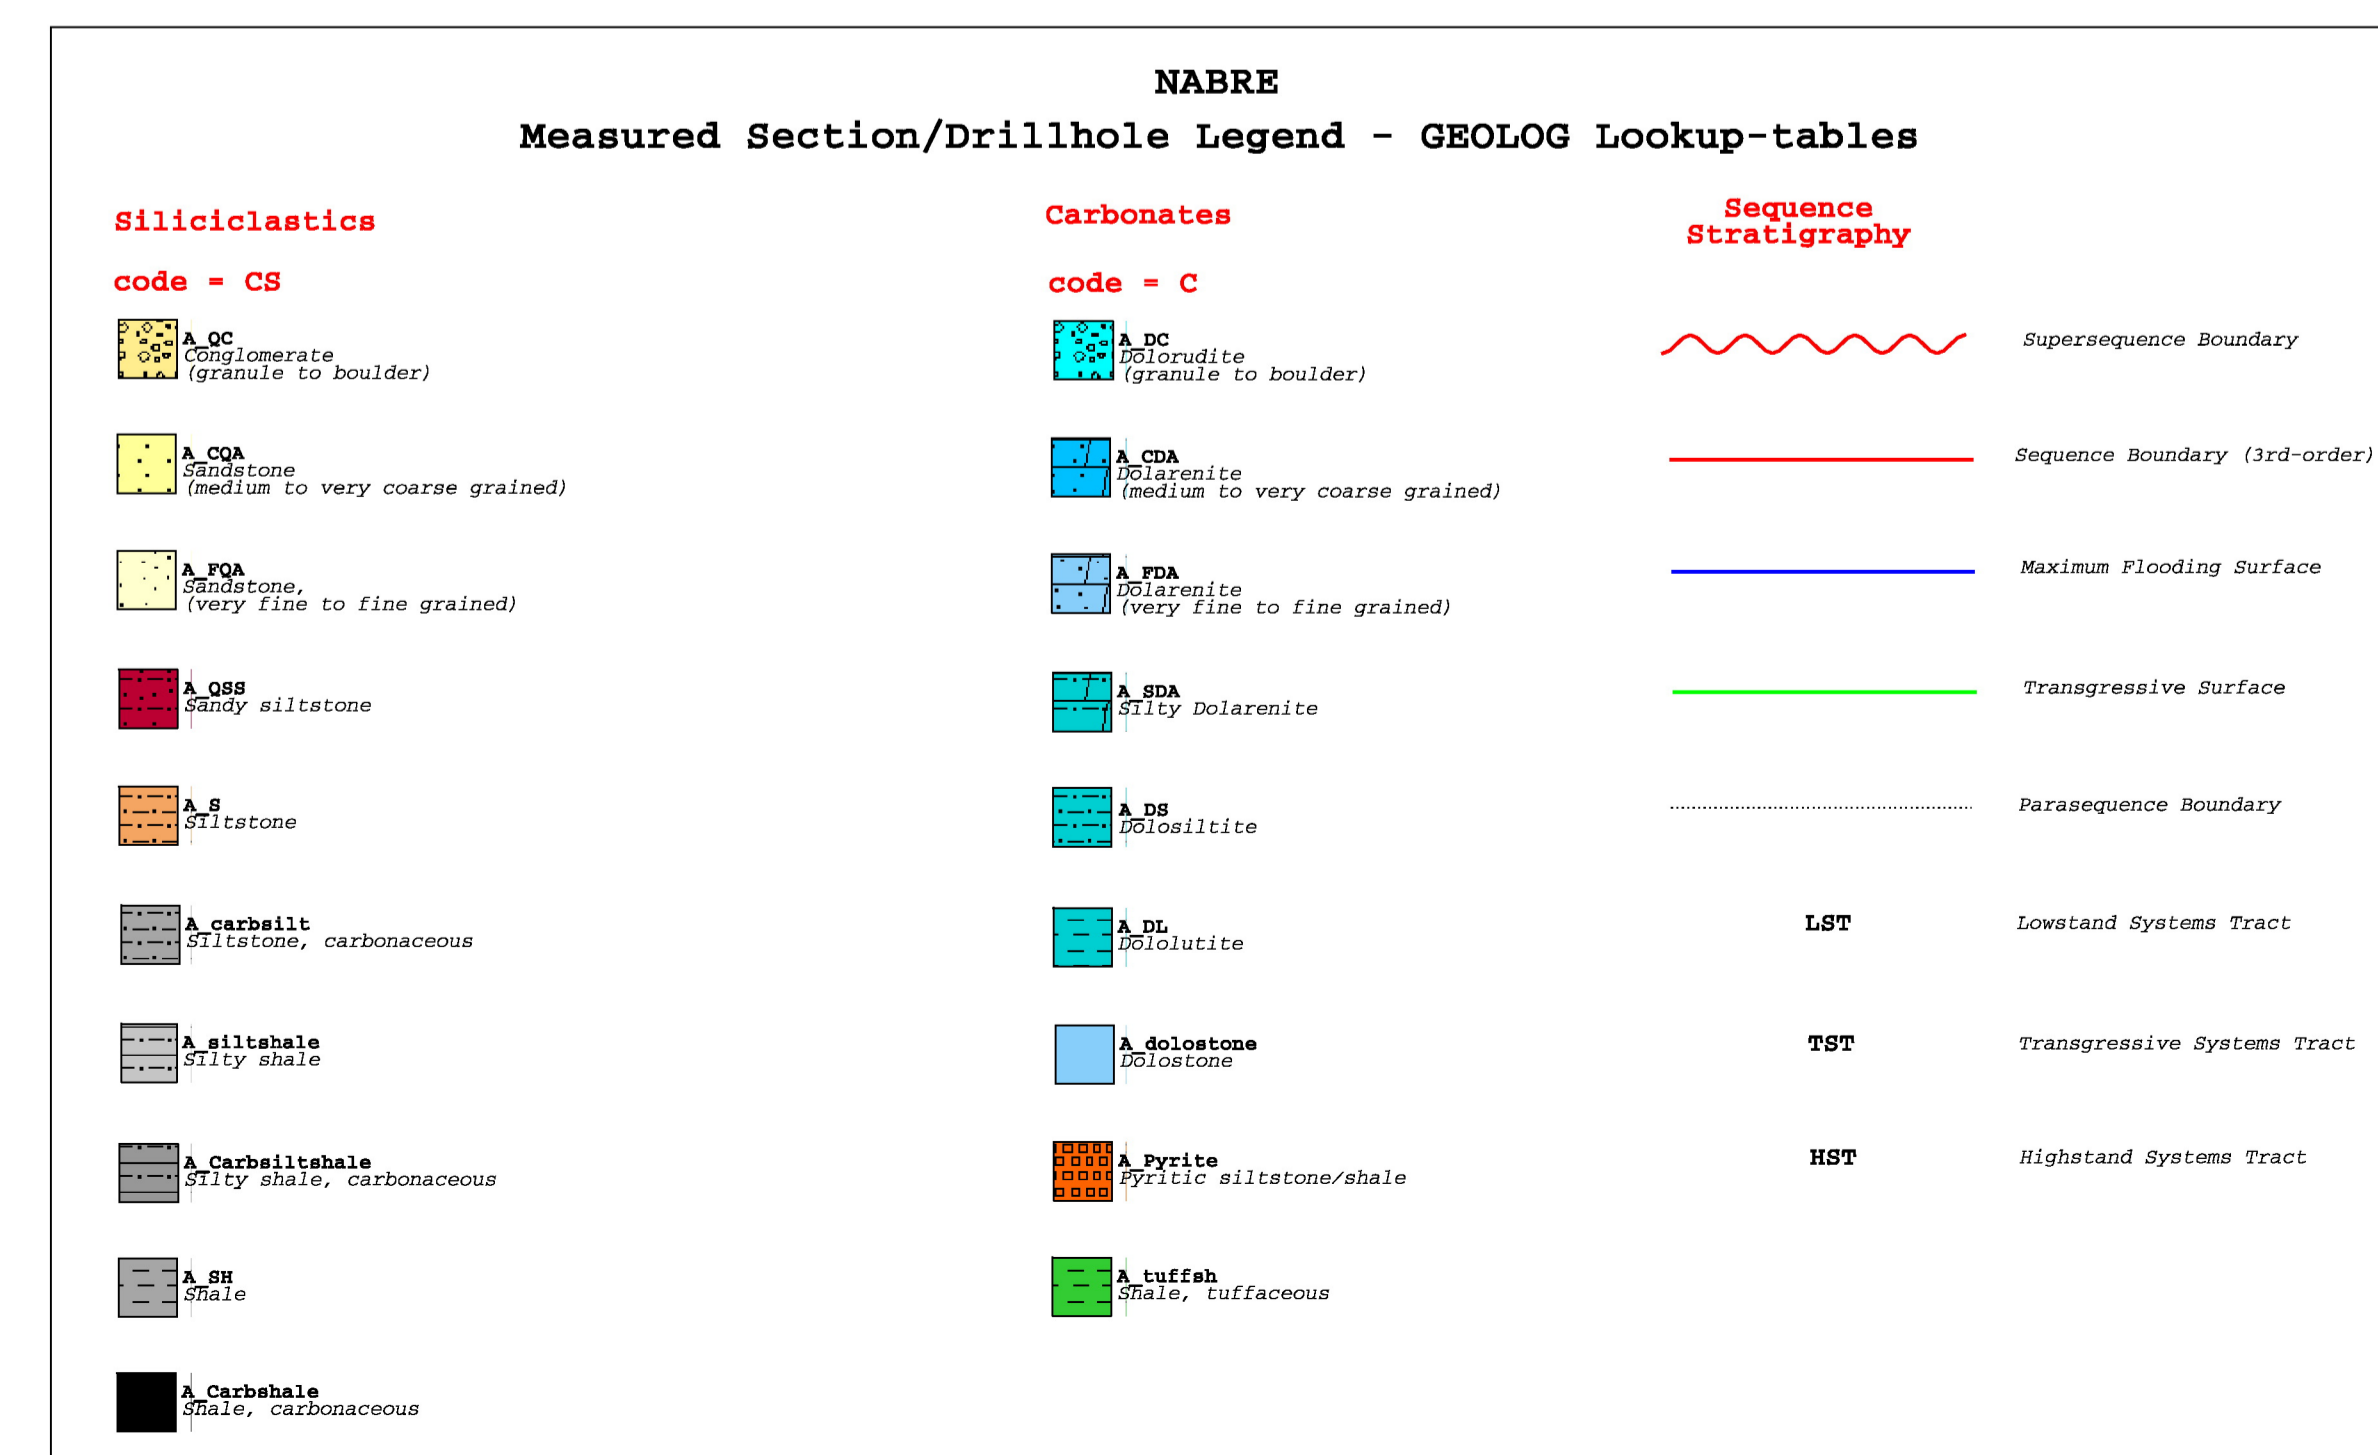 NABRE
Measured Section/Drillhole Legend - GEOLOG Lookup-tables
Siliciclastics
code = CS
A_QC
Conglomerate
(granule to boulder)
A_CQA
Sandstone
(medium to very coarse grained)
A_FQA
Sandstone,
(very fine to fine grained)
A_QSS
Sandy siltstone
A_S
Siltstone
A_carbsilt
Siltstone, carbonaceous
A_siltshale
Silty shale
A_Carbsiltshale
Silty shale, carbonaceous
A_SH
Shale
A_Carbshale
Shale, carbonaceous
Carbonates
code = C
A_DC
Dolorudite
(granule to boulder)
A_CDA
Dolarenite
(medium to very coarse grained)
A_FDA
Dolarenite
(very fine to fine grained)
A_SDA
Silty Dolarenite
A_DS
Dolosiltite
A_DL
Dololutite
A_dolostone
Dolostone
A_Pyrite
Pyritic siltstone/shale
A_tuffsh
Shale, tuffaceous
Sequence
Stratigraphy
Supersequence Boundary
Sequence Boundary (3rd-order)
Maximum Flooding Surface
Transgressive Surface
Parasequence Boundary
LST Lowstand Systems Tract
TST Transgressive Systems Tract
HST Highstand Systems Tract